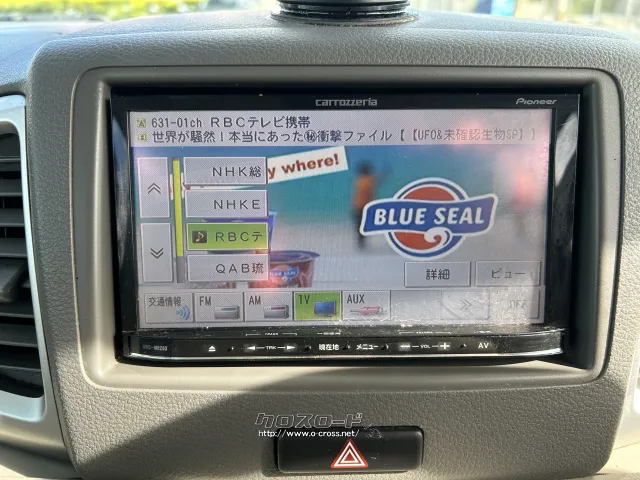 carrozzeria
Pioneer
631-01ch RBCテレビ携帯
世界が騒然!本当にあった㊙衝撃ファイル【【UFO&未確認生物SP】】
y where!
NHK総
NHKE
RBCテ
QAB琉
BLUE SEAL
BLUE SEAL
詳細
ビュー
交通情報
FM
AM
TV
AUX
OFF
TRK
現在地
メニュー
VOL
AV
クロスロード
http://www.o-cross.net/